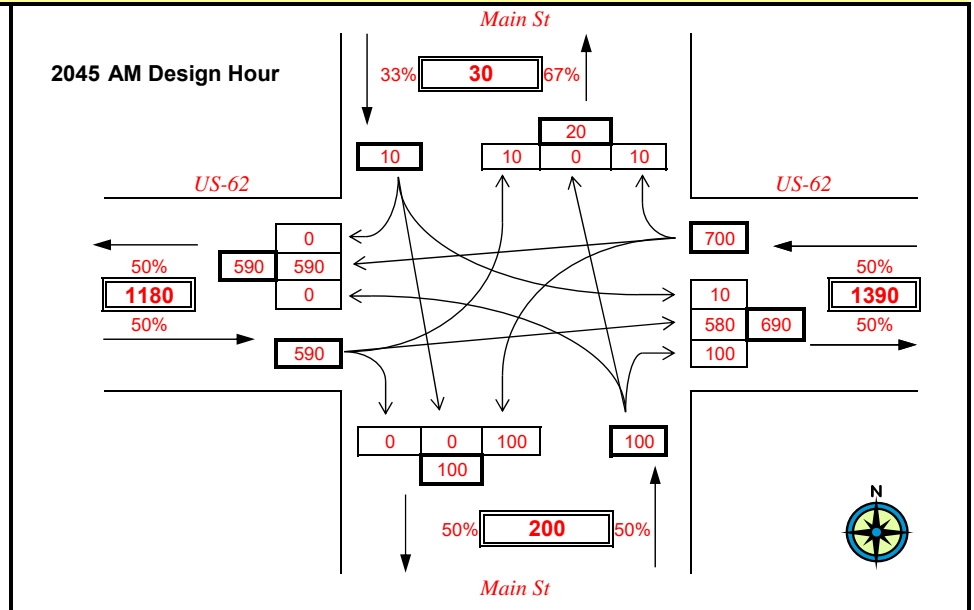 Main St
2045 AM Design Hour
33% 30 67%
20
10 10 0 10
US-62 US-62
0 700
50% 590 590 50%
1180 0 10 1390
50% 580 690 50%
590 100
0 0 100 100
100
N
50% 200 50%
Main St